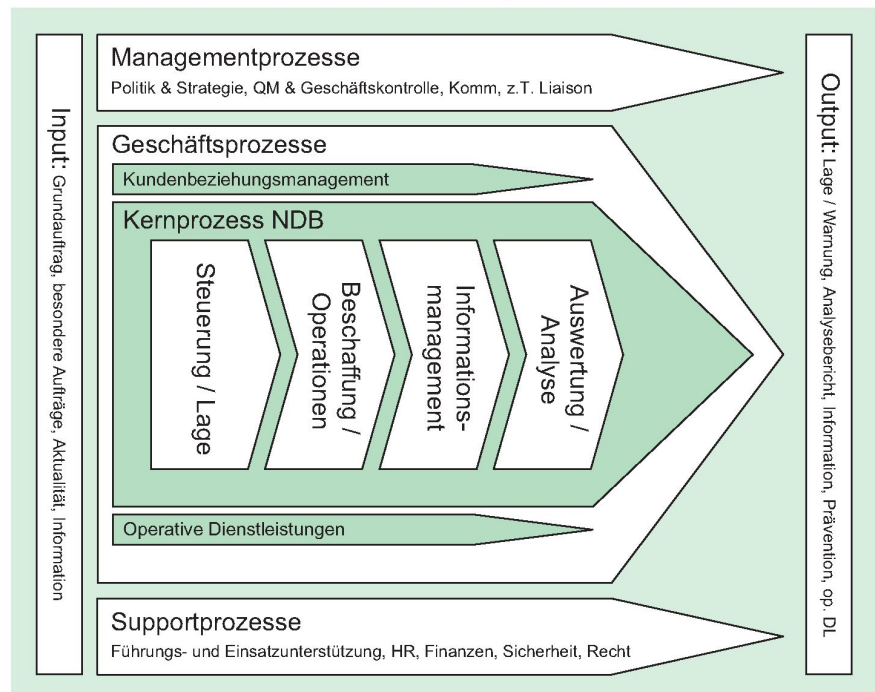 Input: Grundauftrag, besondere Aufträge, Aktualität, Information
Managementprozesse
Politik & Strategie, QM & Geschäftskontrolle, Komm, z.T. Liaison
Geschäftsprozesse
Kundenbeziehungsmanagement
Kernprozess NDB
Steuerung / Lage
Beschaffung /
Operationen
Informations-
management
Auswertung /
Analyse
Operative Dienstleistungen
Supportprozesse
Führungs- und Einsatzunterstützung, HR, Finanzen, Sicherheit, Recht
Output: Lage / Warnung, Analysebericht, Information, Prävention, op. DL